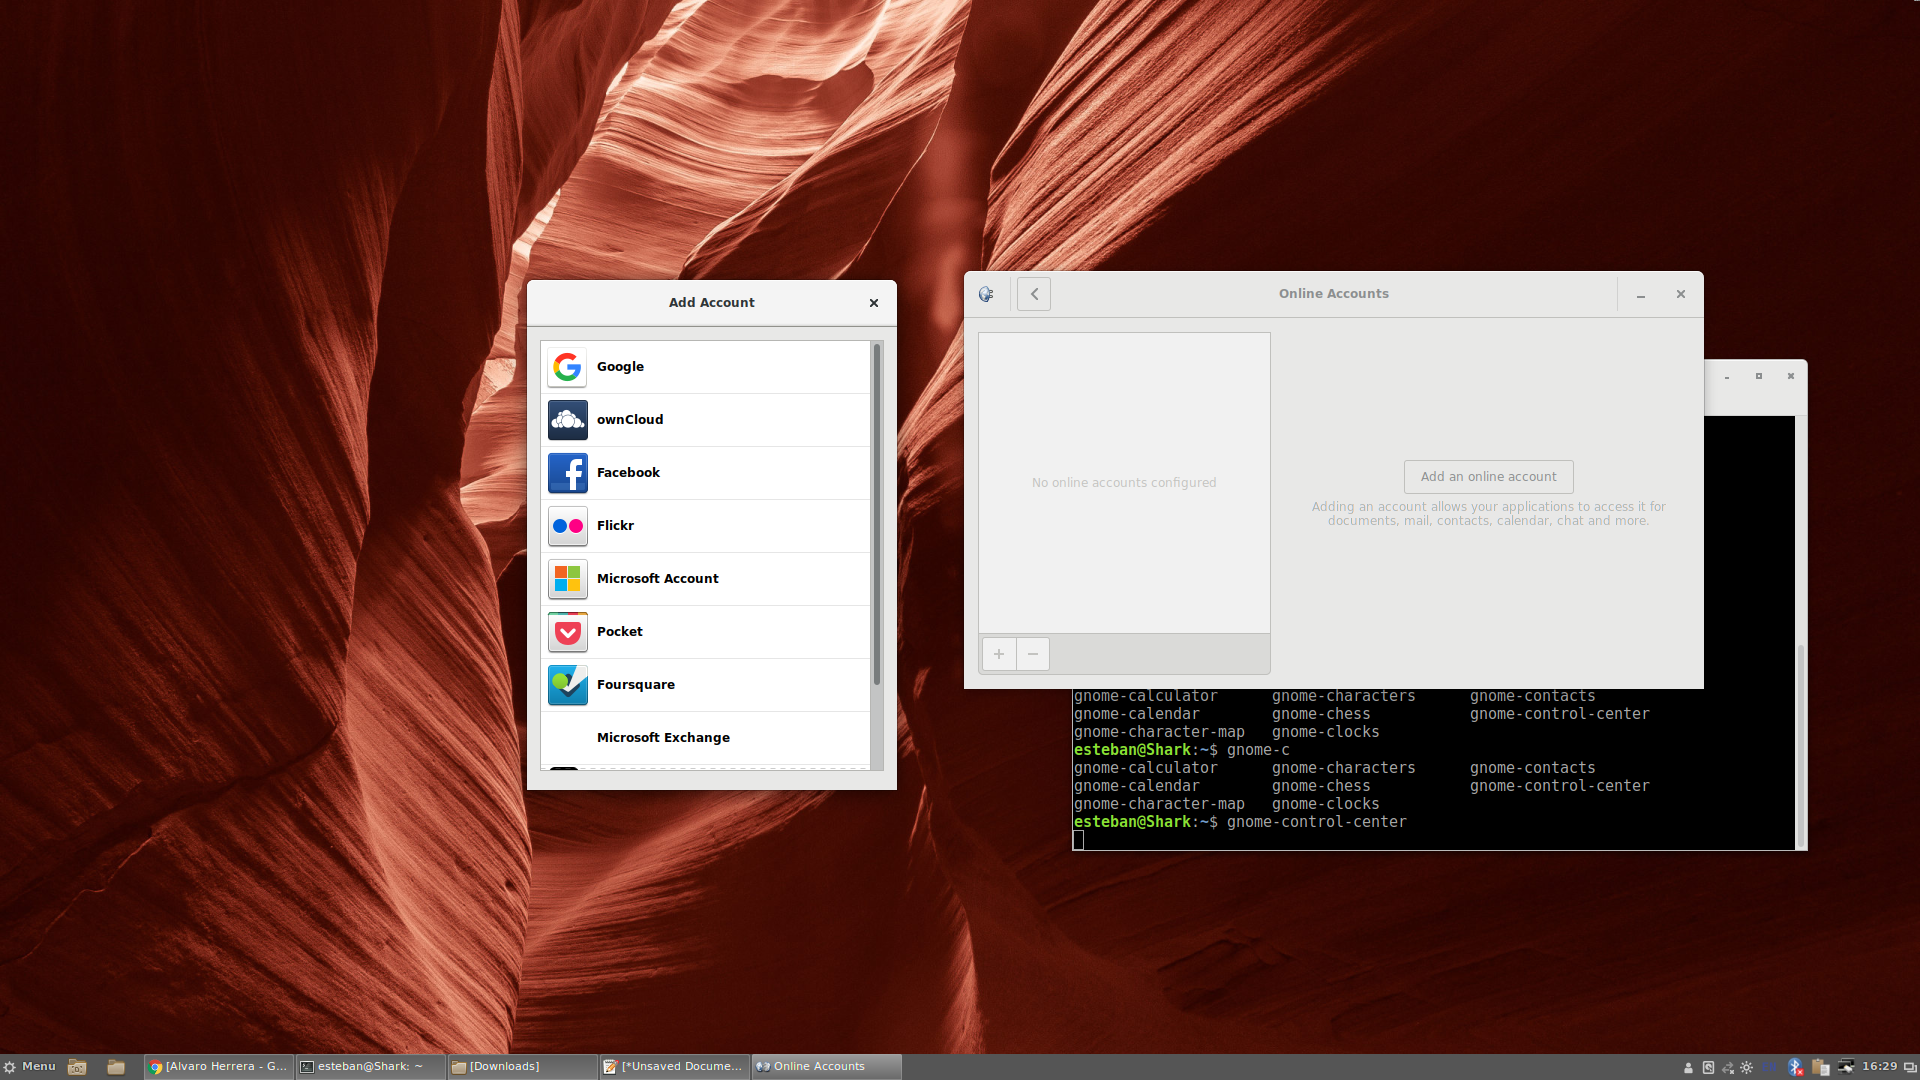 Add Account
Google
ownCloud
Facebook
Flickr
Microsoft Account
Pocket
Foursquare
Microsoft Exchange
Online Accounts
No online accounts configured
Add an online account
Adding an account allows your applications to access it for
documents, mail, contacts, calendar, chat and more.
gnome-calculator gnome-characters gnome-contacts
gnome-calendar gnome-chess gnome-control-center
gnome-character-map gnome-clocks
esteban@Shark:~$ gnome-c
gnome-calculator gnome-characters gnome-contacts
gnome-calendar gnome-chess gnome-control-center
gnome-character-map gnome-clocks
esteban@Shark:~$ gnome-control-center
Menu [Alvaro Herrera - G... esteban@Shark: ~ [Downloads] [*Unsaved Docume... Online Accounts 16:29